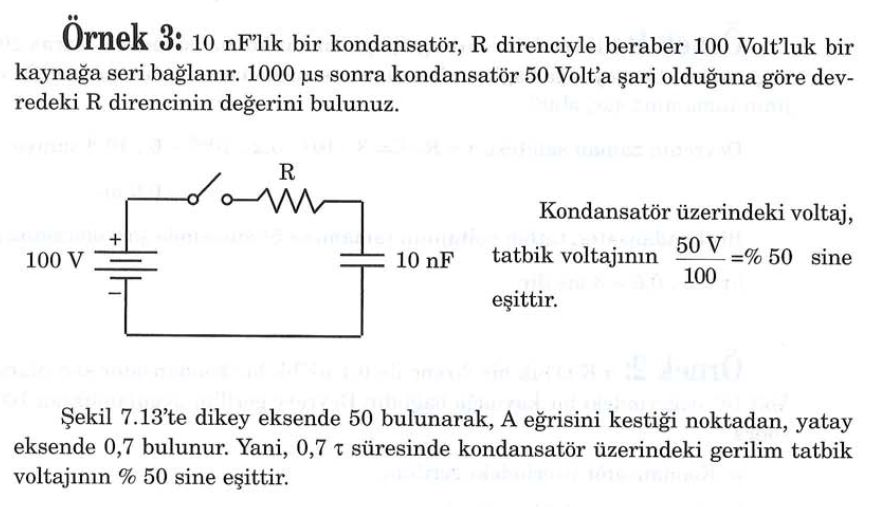 Örnek 3: 10 nF'lık bir kondansatör, R direnciyle beraber 100 Volt'luk bir
kaynağa seri bağlanır. 1000 µs sonra kondansatör 50 Volt'a şarj olduğuna göre dev-
redeki R direncinin değerini bulunuz.
R
+
100 V
−
10 nF
Kondansatör üzerindeki voltaj,
tatbik voltajının 50 V/100 =% 50 sine
eşittir.
Şekil 7.13'te dikey eksende 50 bulunarak, A eğrisini kestiği noktadan, yatay
eksende 0,7 bulunur. Yani, 0,7 τ süresinde kondansatör üzerindeki gerilim tatbik
voltajının % 50 sine eşittir.